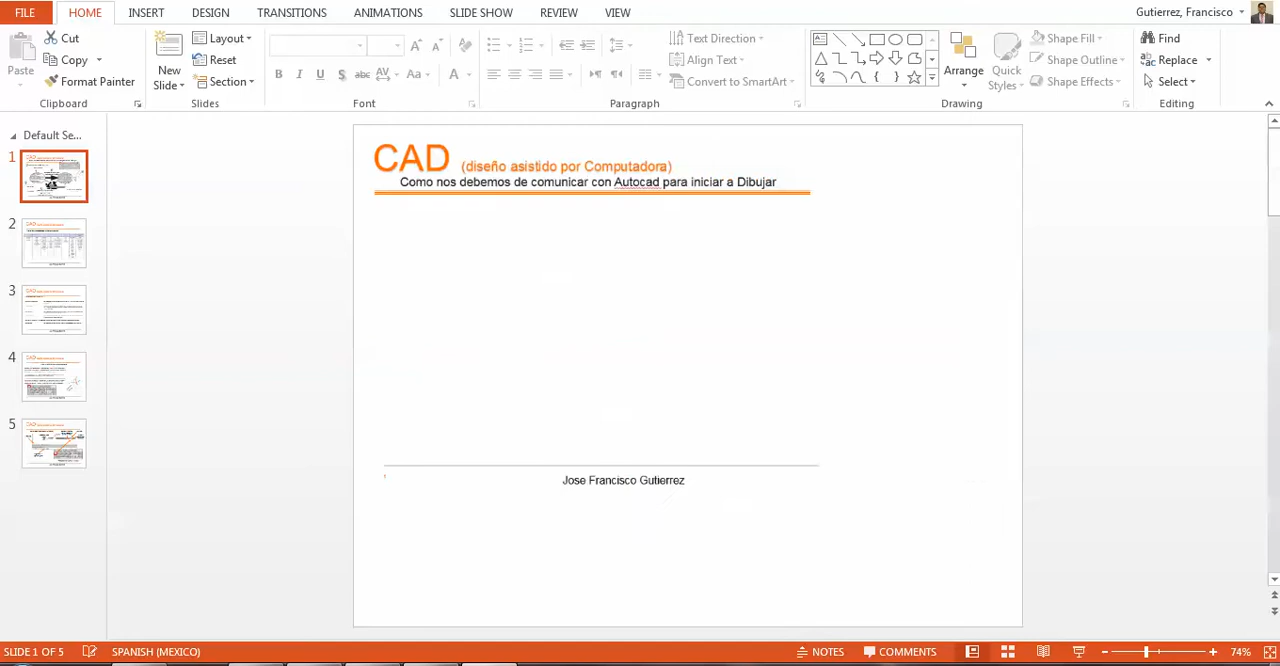 FILE HOME INSERT DESIGN TRANSITIONS ANIMATIONS SLIDE SHOW REVIEW VIEW Gutierrez, Francisco
Cut
Copy
Format Painter
Paste
Clipboard
New
Slide
Layout
Reset
Section
Slides
B I U S abc AV Aa A
Font
Text Direction
Align Text
Convert to SmartArt
Paragraph
Arrange
Quick
Styles
Shape Fill
Shape Outline
Shape Effects
Drawing
Find
Replace
Select
Editing
Default Se...
1
2
3
4
5
CAD (diseño asistido por Computadora)
Como nos debemos de comunicar con Autocad para iniciar a Dibujar
Jose Francisco Gutierrez
SLIDE 1 OF 5 SPANISH (MEXICO) NOTES COMMENTS 74%